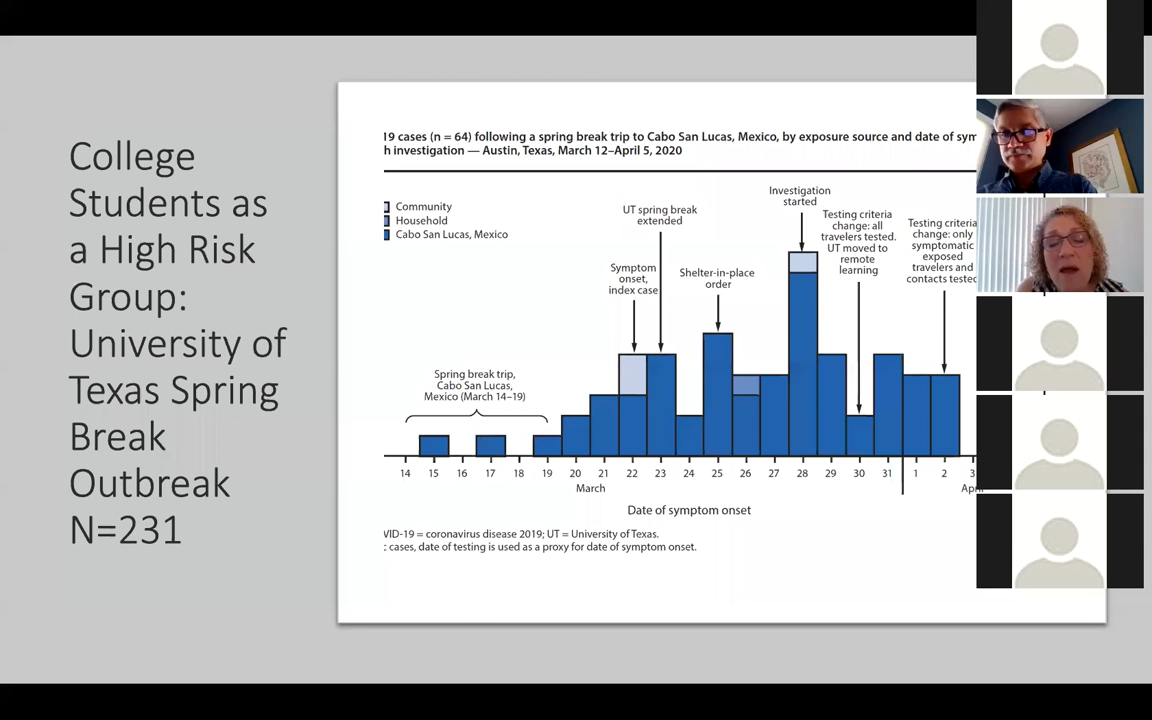 College
Students as
a High Risk
Group:
University of
Texas Spring
Break
Outbreak
N=231
19 cases (n = 64) following a spring break trip to Cabo San Lucas, Mexico, by exposure source and date of sym
h investigation — Austin, Texas, March 12–April 5, 2020
Community
Household
Cabo San Lucas, Mexico
Spring break trip,
Cabo San Lucas,
Mexico (March 14–19)
Symptom
onset,
index case
UT spring break
extended
Shelter-in-place
order
Investigation
started
Testing criteria
change: all
travelers tested.
UT moved to
remote
learning
Testing criteria
change: only
symptomatic
exposed
travelers and
contacts tested
14 15 16 17 18 19 20 21 22 23 24 25 26 27 28 29 30 31 1 2 3
March
April
Date of symptom onset
VID-19 = coronavirus disease 2019; UT = University of Texas.
cases, date of testing is used as a proxy for date of symptom onset.